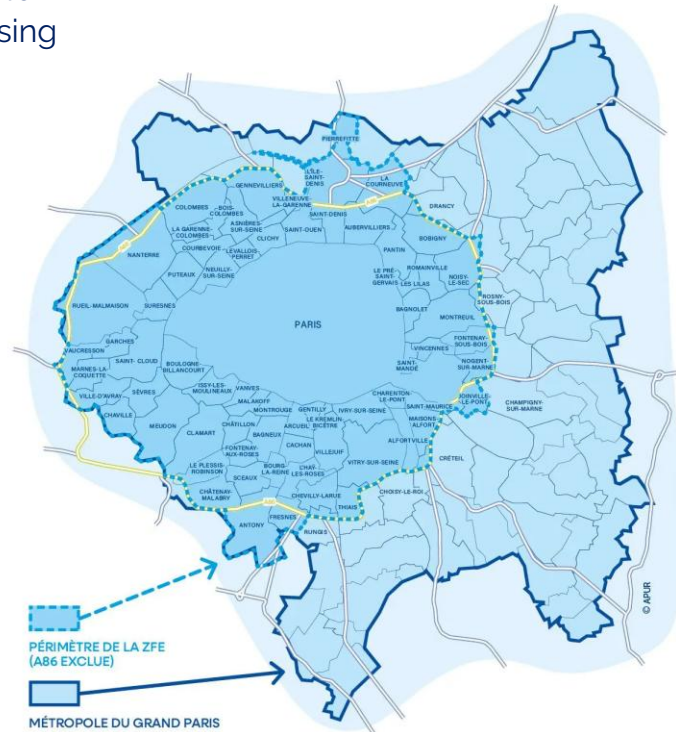 sing
PIERREFITTE
L'ÎLE-
SAINT-
DENIS
LA
COURNEUVE
GENNEVILLIERS
VILLENEUVE-
LA-GARENNE
SAINT-DENIS
DRANCY
COLOMBES
BOIS-
COLOMBES
LA GARENNE-
COLOMBES
ASNIÈRES-
SUR-SEINE
CLICHY
SAINT-OUEN
AUBERVILLIERS
BOBIGNY
PANTIN
NANTERRE
COURBEVOIE
LEVALLOIS-
PERRET
PUTEAUX
NEUILLY-
SUR-SEINE
LE PRÉ
SAINT-
GERVAIS
LES LILAS
ROMAINVILLE
NOISY-
LE-SEC
ROSNY-
SOUS-BOIS
RUEIL-MALMAISON
SURESNES
BAGNOLET
MONTREUIL
PARIS
VAUCRESSON
GARCHES
SAINT- CLOUD
MARNES-LA-
COQUETTE
BOULOGNE-
BILLANCOURT
VINCENNES
FONTENAY-
SOUS-BOIS
SAINT-
MANDÉ
NOGENT
SUR-MARNE
VILLE-D'AVRAY
SÈVRES
CHAVILLE
ISSY-LES-
MOULINEAUX
VANVES
MALAKOFF
MONTROUGE
GENTILLY
LE KREMLIN
BICÊTRE
IVRY-SUR-SEINE
CHARENTON-
LE-PONT
SAINT-MAURICE
JOINVILLE-
LE-PONT
CHAMPIGNY-
SUR-MARNE
MEUDON
CLAMART
CHÂTILLON
BAGNEUX
ARCUEIL
CACHAN
VILLEJUIF
MAISONS-
ALFORT
ALFORTVILLE
CRÉTEIL
FONTENAY-
AUX-ROSES
VITRY-SUR-SEINE
LE PLESSIS-
ROBINSON
SCEAUX
BOURG-
LA-REINE
L'HAŸ-
LES-ROSES
CHÂTENAY-
MALABRY
CHEVILLY-LARUE
THIAIS
CHOISY-LE-ROI
ANTONY
FRESNES
RUNGIS
© APUR
PÉRIMÈTRE DE LA ZFE
(A86 EXCLUE)
MÉTROPOLE DU GRAND PARIS